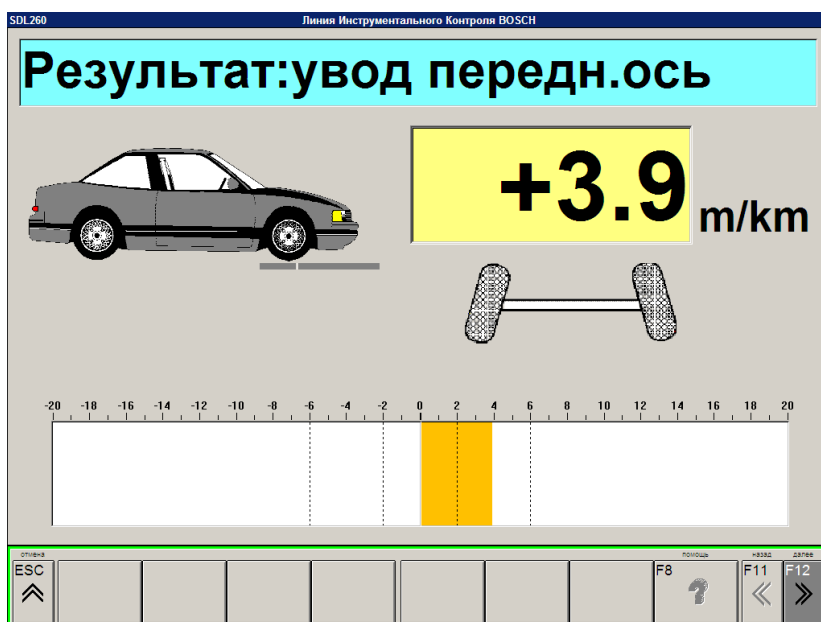 SDL260 Линия Инструментального Контроля BOSCH
Результат:увод передн.ось
+3.9 m/km
-20 -18 -16 -14 -12 -10 -8 -6 -4 -2 0 2 4 6 8 10 12 14 16 18 20
отмена помощь назад далее
ESC F8 F11 F12